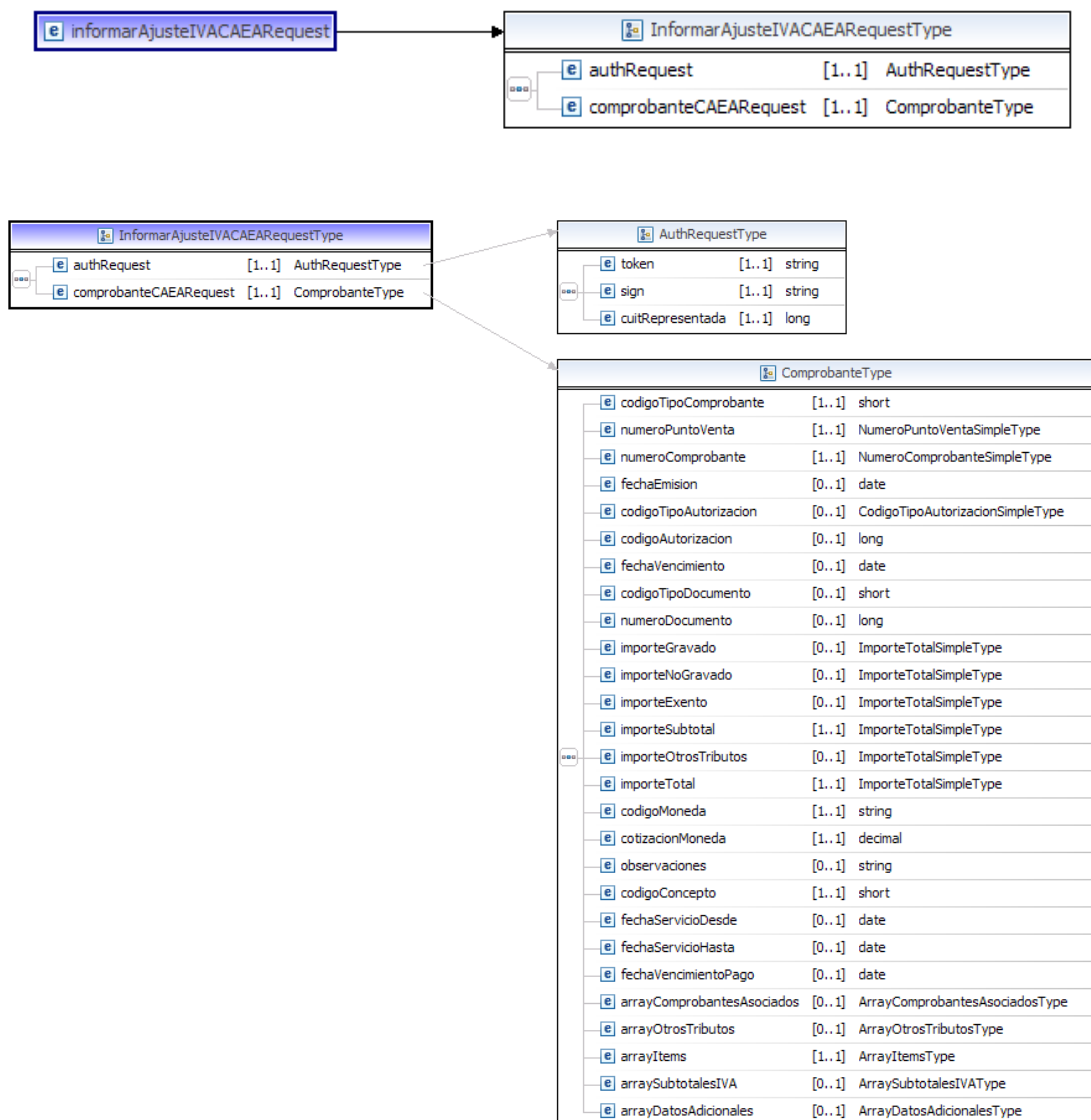 e informarAjusteIVACAEARequest
InformarAjusteIVACAEARequestType
e authRequest [1..1] AuthRequestType
e comprobanteCAEARequest [1..1] ComprobanteType
InformarAjusteIVACAEARequestType
e authRequest [1..1] AuthRequestType
e comprobanteCAEARequest [1..1] ComprobanteType
AuthRequestType
e token [1..1] string
e sign [1..1] string
e cuitRepresentada [1..1] long
ComprobanteType
e codigoTipoComprobante [1..1] short
e numeroPuntoVenta [1..1] NumeroPuntoVentaSimpleType
e numeroComprobante [1..1] NumeroComprobanteSimpleType
e fechaEmision [0..1] date
e codigoTipoAutorizacion [0..1] CodigoTipoAutorizacionSimpleType
e codigoAutorizacion [0..1] long
e fechaVencimiento [0..1] date
e codigoTipoDocumento [0..1] short
e numeroDocumento [0..1] long
e importeGravado [0..1] ImporteTotalSimpleType
e importeNoGravado [0..1] ImporteTotalSimpleType
e importeExento [0..1] ImporteTotalSimpleType
e importeSubtotal [1..1] ImporteTotalSimpleType
e importeOtrosTributos [0..1] ImporteTotalSimpleType
e importeTotal [1..1] ImporteTotalSimpleType
e codigoMoneda [1..1] string
e cotizacionMoneda [1..1] decimal
e observaciones [0..1] string
e codigoConcepto [1..1] short
e fechaServicioDesde [0..1] date
e fechaServicioHasta [0..1] date
e fechaVencimientoPago [0..1] date
e arrayComprobantesAsociados [0..1] ArrayComprobantesAsociadosType
e arrayOtrosTributos [0..1] ArrayOtrosTributosType
e arrayItems [1..1] ArrayItemsType
e arraySubtotalesIVA [0..1] ArraySubtotalesIVAType
e arrayDatosAdicionales [0..1] ArrayDatosAdicionalesType